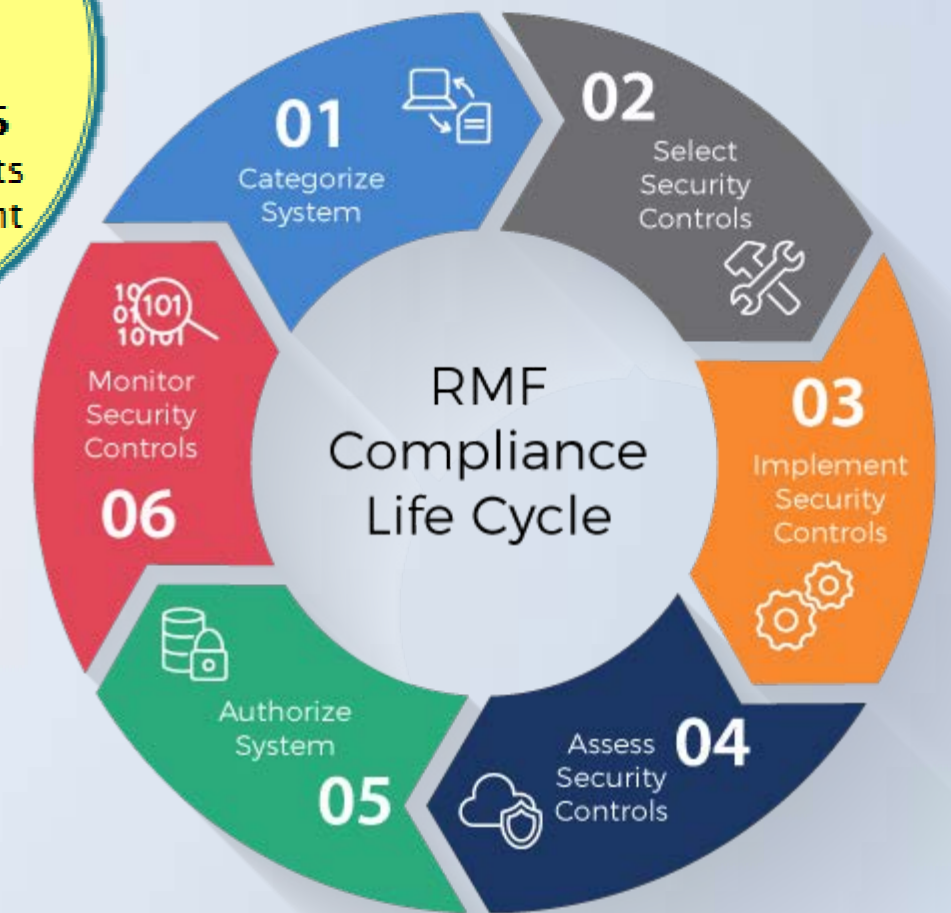 01
Categorize
System
02
Select
Security
Controls
03
Implement
Security
Controls
Assess 04
Security
Controls
Authorize
System
05
Monitor
Security
Controls
06
101
RMF
Compliance
Life Cycle